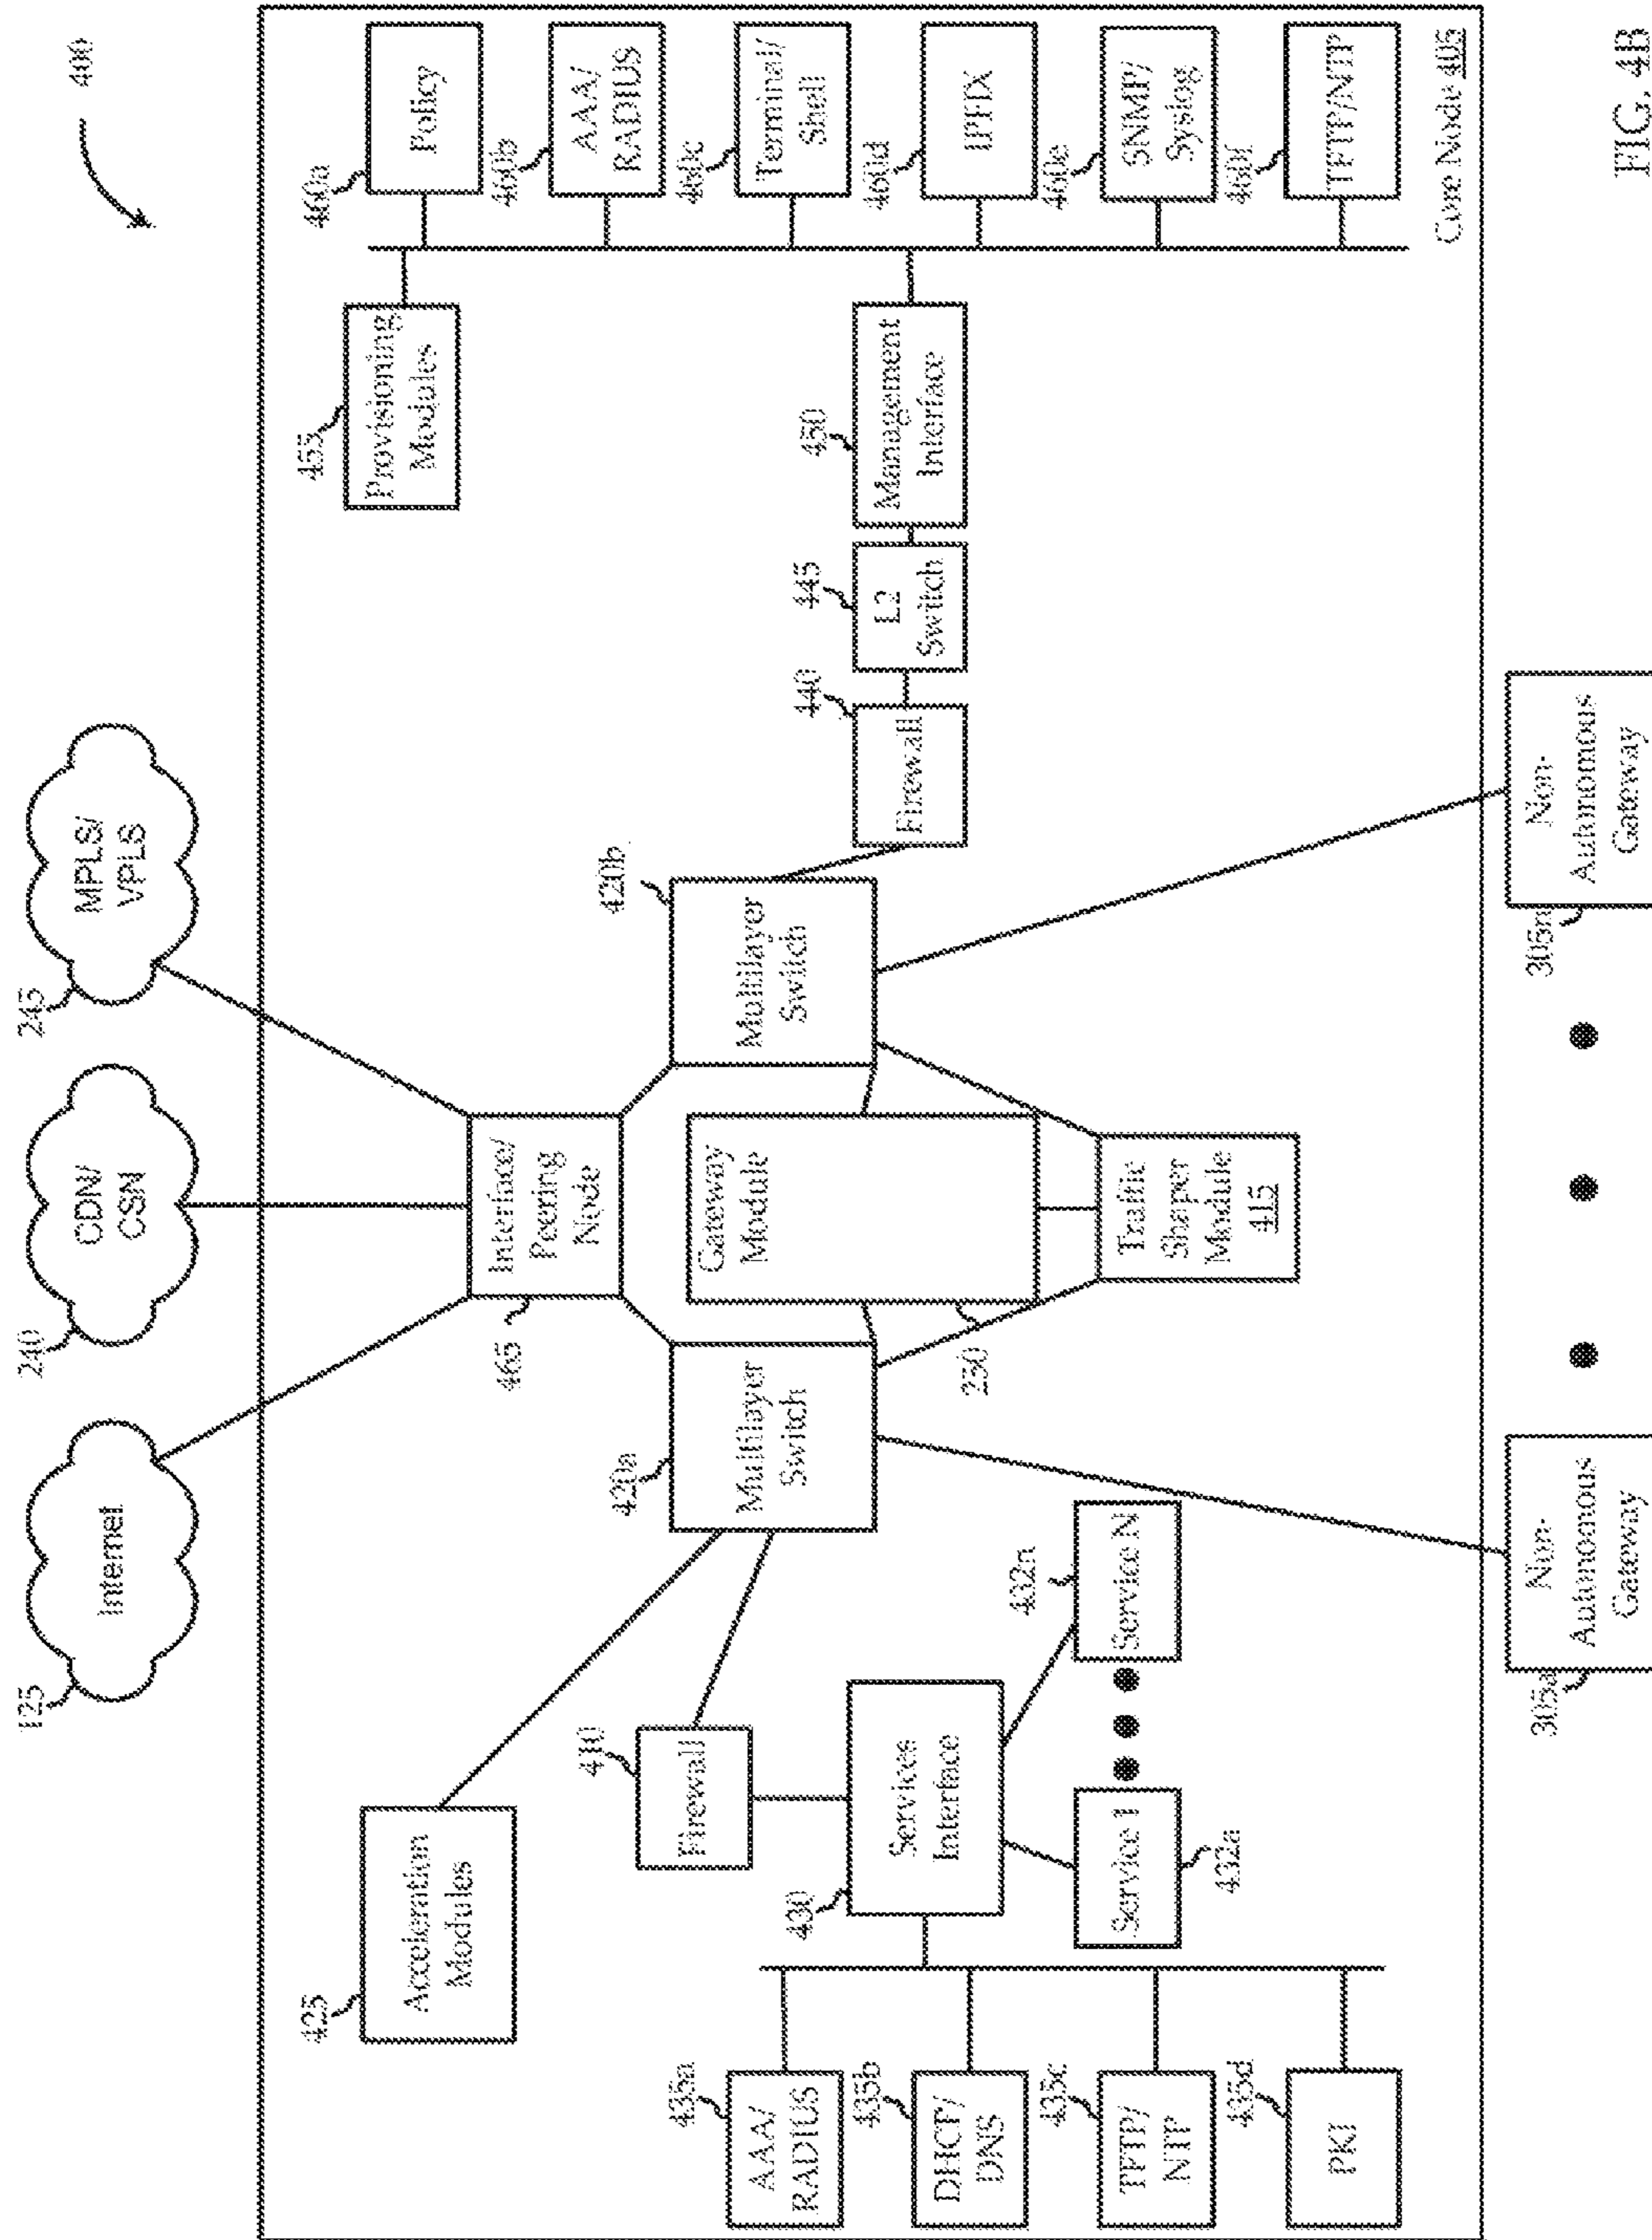 400
125
Internet
240
CDN/
CSN
245
MPLS/
VPLS
465
Interface/
Peering
Node
425
Acceleration
Modules
410
Firewall
420a
Multilayer
Switch
Gateway
Module
230
420b
Multilayer
Switch
Traffic
Shaper
Module
415
430
Services
Interface
432a
Service 1
432n
Service N
435a
AAA/
RADIUS
435b
DHCP/
DNS
435c
TFTP/
NTP
435d
PKI
440
Firewall
445
L2
Switch
450
Management
Interface
455
Provisioning
Modules
460a
Policy
460b
AAA/
RADIUS
460c
Terminal/
Shell
460d
IPFIX
460e
SNMP/
Syslog
460f
TFTP/NTP
Core Node 405
305a
Non-
Autonomous
Gateway
305n
Non-
Autonomous
Gateway
FIG. 4B